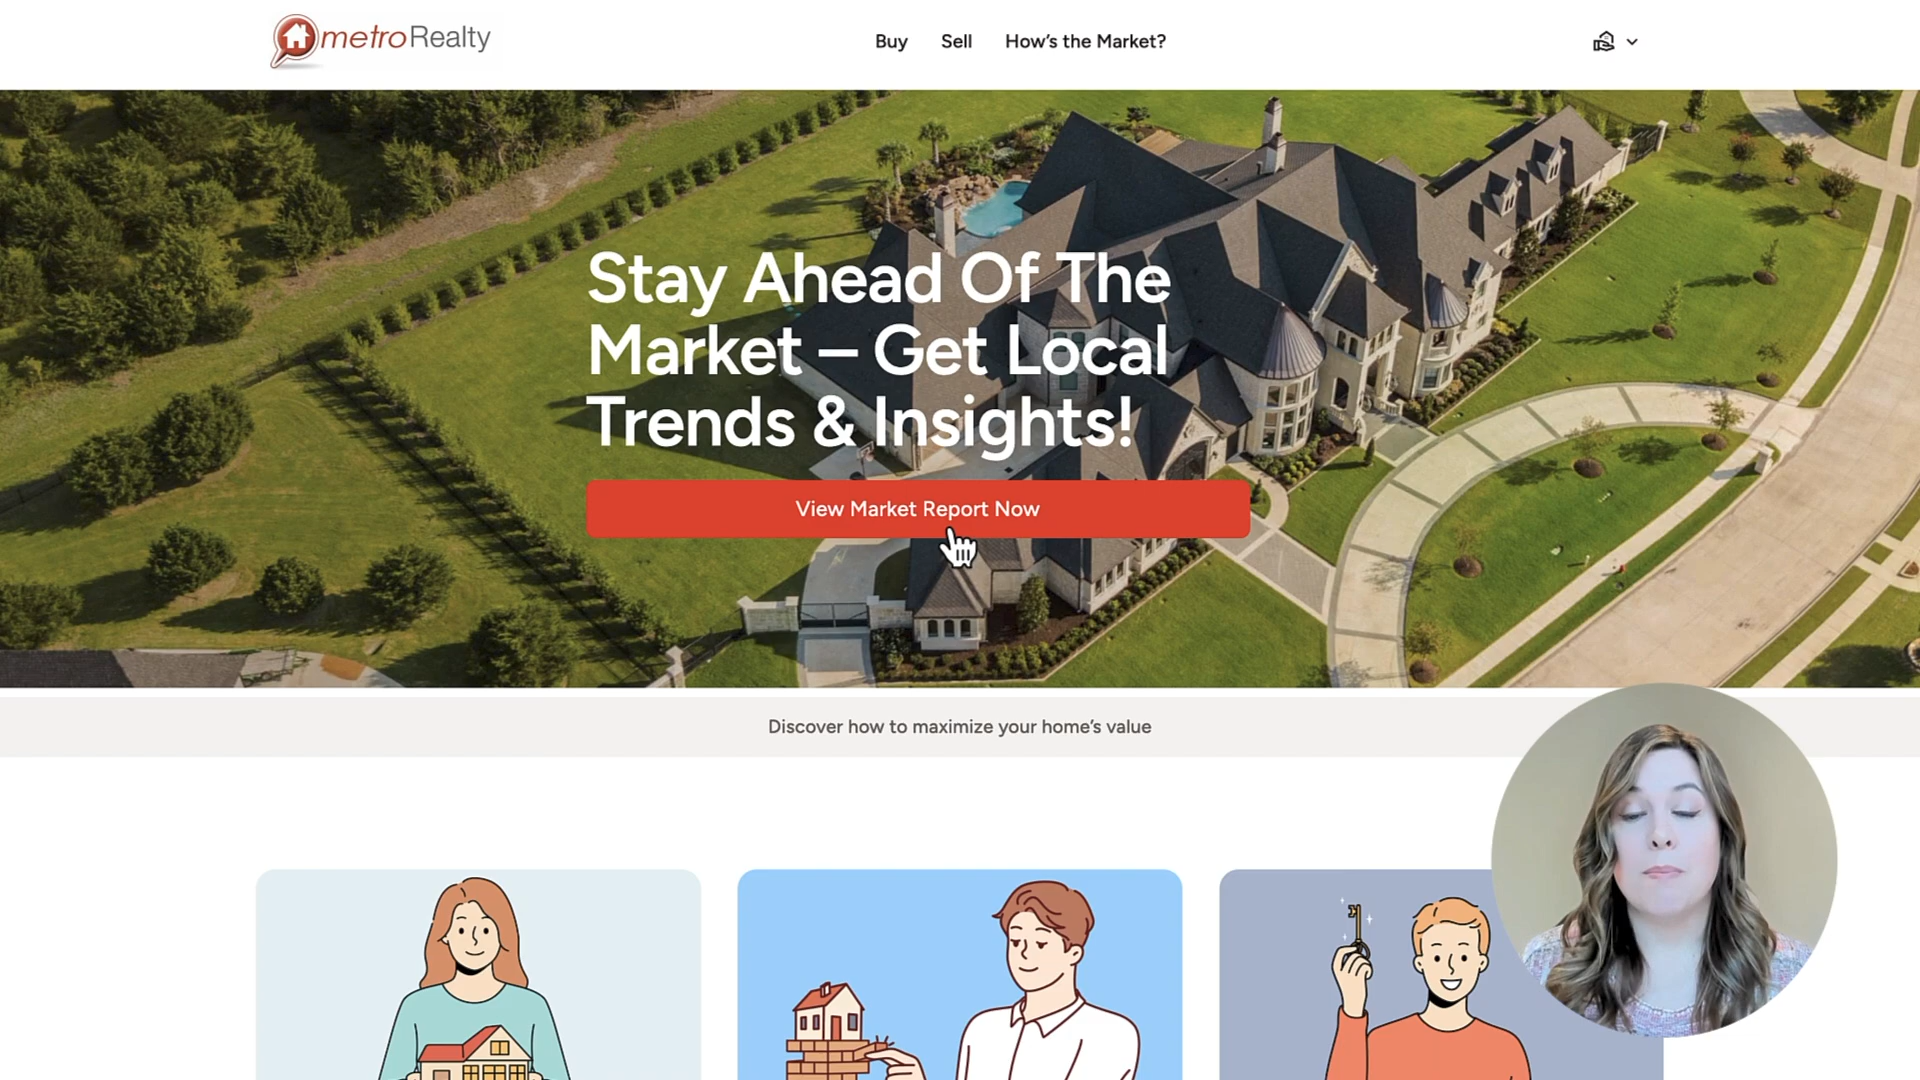 metroRealty
Buy
Sell
How’s the Market?
Stay Ahead Of The
Market – Get Local
Trends & Insights!
View Market Report Now
Discover how to maximize your home’s value